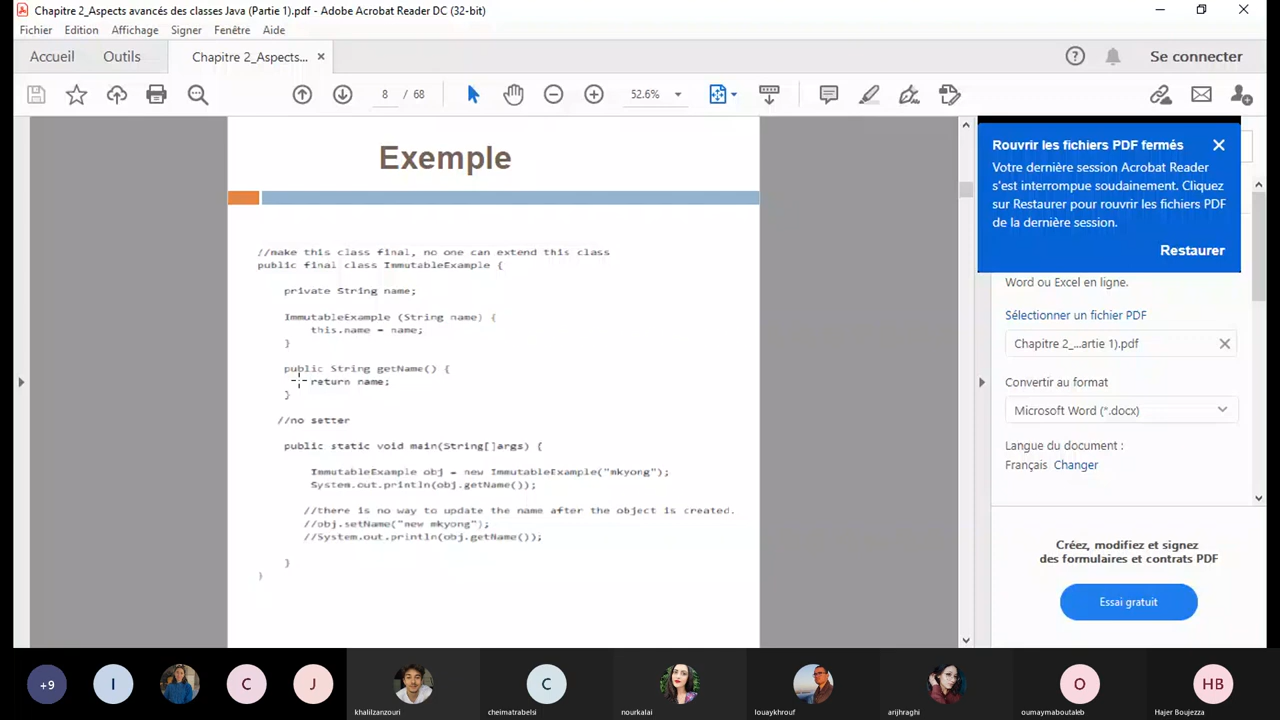 Chapitre 2_Aspects avancés des classes Java (Partie 1).pdf - Adobe Acrobat Reader DC (32-bit)
Fichier Edition Affichage Signer Fenêtre Aide
Accueil Outils Chapitre 2_Aspects... × Se connecter
8 / 68 52.6%
Exemple
//make this class final, no one can extend this class
public final class ImmutableExample {
private String name;
ImmutableExample (String name) {
this.name = name;
}
public String getName() {
return name;
}
//no setter
public static void main(String[]args) {
ImmutableExample obj = new ImmutableExample("mkyong");
System.out.println(obj.getName());
//there is no way to update the name after the object is created.
//obj.setName("new mkyong");
//System.out.println(obj.getName());
}
}
Rouvrir les fichiers PDF fermés
Votre dernière session Acrobat Reader
s'est interrompue soudainement. Cliquez
sur Restaurer pour rouvrir les fichiers PDF
de la dernière session.
Restaurer
Word ou Excel en ligne.
Sélectionner un fichier PDF
Chapitre 2_...artie 1).pdf
Convertir au format
Microsoft Word (*.docx)
Langue du document :
Français Changer
Créez, modifiez et signez
des formulaires et contrats PDF
Essai gratuit
+9 I C J C O HB
khalilzanzouri cheimatrabelsi nourkalai louaykhrouf arijhraghi oumaymaboutaleb Hajer Boujezza